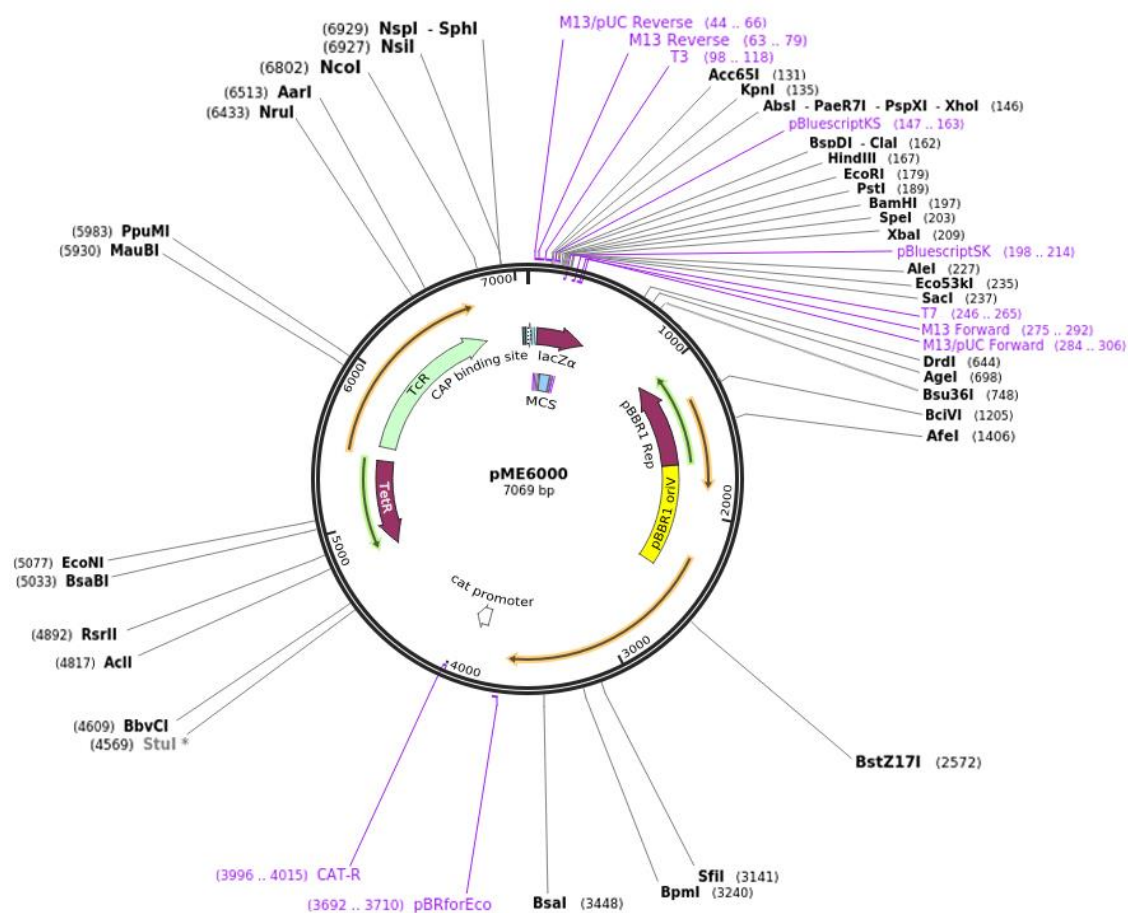 (6929) NspI - SphI
(6927) NsiI
(6802) NcoI
(6513) AarI
(6433) NruI
M13/pUC Reverse (44 .. 66)
M13 Reverse (63 .. 79)
T3 (98 .. 118)
Acc65I (131)
KpnI (135)
AbsI - PaeR7I - PspXI - XhoI (146)
pBluescriptKS (147 .. 163)
BspDI - ClaI (162)
HindIII (167)
EcoRI (179)
PstI (189)
BamHI (197)
SpeI (203)
XbaI (209)
pBluescriptSK (198 .. 214)
AleI (227)
Eco53kI (235)
SacI (237)
T7 (246 .. 265)
M13 Forward (275 .. 292)
M13/pUC Forward (284 .. 306)
DrdI (644)
AgeI (698)
Bsu36I (748)
BciVI (1205)
AfeI (1406)
(5983) PpuMI
(5930) MauBI
7000
1000
6000
2000
5000
3000
4000
TcR
CAP binding site
lacZα
MCS
pBBR1 Rep
pBBR1 oriV
TetR
cat promoter
pME6000
7069 bp
(5077) EcoNI
(5033) BsaBI
(4892) RsrII
(4817) AclI
(4609) BbvCI
(4569) StuI *
BstZ17I (2572)
SfiI (3141)
BpmI (3240)
BsaI (3448)
(3996 .. 4015) CAT-R
(3692 .. 3710) pBRforEco